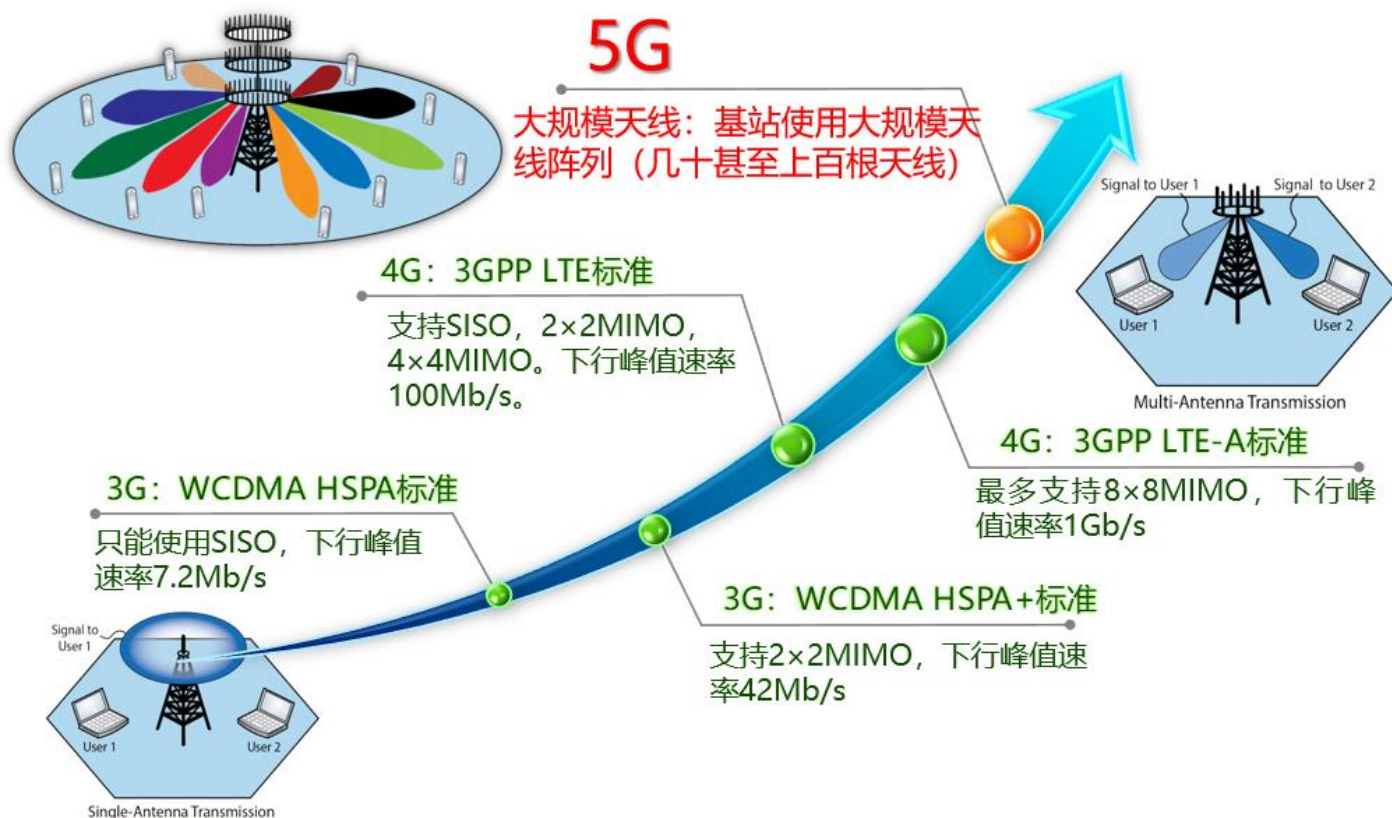 5G
大规模天线：基站使用大规模天
线阵列（几十甚至上百根天线）
Signal to User 1
Signal to User 2
User 1
User 2
Multi-Antenna Transmission
4G：3GPP LTE标准
支持SISO，2×2MIMO，
4×4MIMO。下行峰值速率
100Mb/s。
4G：3GPP LTE-A标准
最多支持8×8MIMO，下行峰
值速率1Gb/s
3G：WCDMA HSPA标准
只能使用SISO，下行峰值
速率7.2Mb/s
3G：WCDMA HSPA+标准
支持2×2MIMO，下行峰值速
率42Mb/s
Signal to
User 1
User 1
User 2
Single-Antenna Transmission